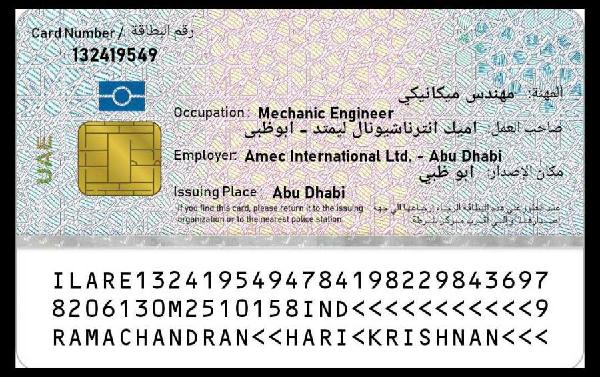 Card Number / رقم البطاقة
132419549
المهنة: مهندس ميكانيكي
Occupation: Mechanic Engineer
صاحب العمل: اميك انترناشيونال ليمتد - ابوظبى
Employer: Amec International Ltd. - Abu Dhabi
مكان الإصدار: ابو ظبي
Issuing Place: Abu Dhabi
If you find this card, please return it to the issuing
organization or to the nearest police station.
UAE
ILARE1324195494784198229843697
8206130M2510158IND<<<<<<<<<<<9
RAMACHANDRAN<<HARI<KRISHNAN<<<